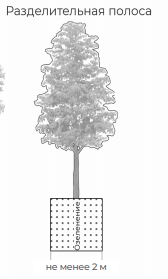 Разделительная полоса
Озеленение
не менее 2 м